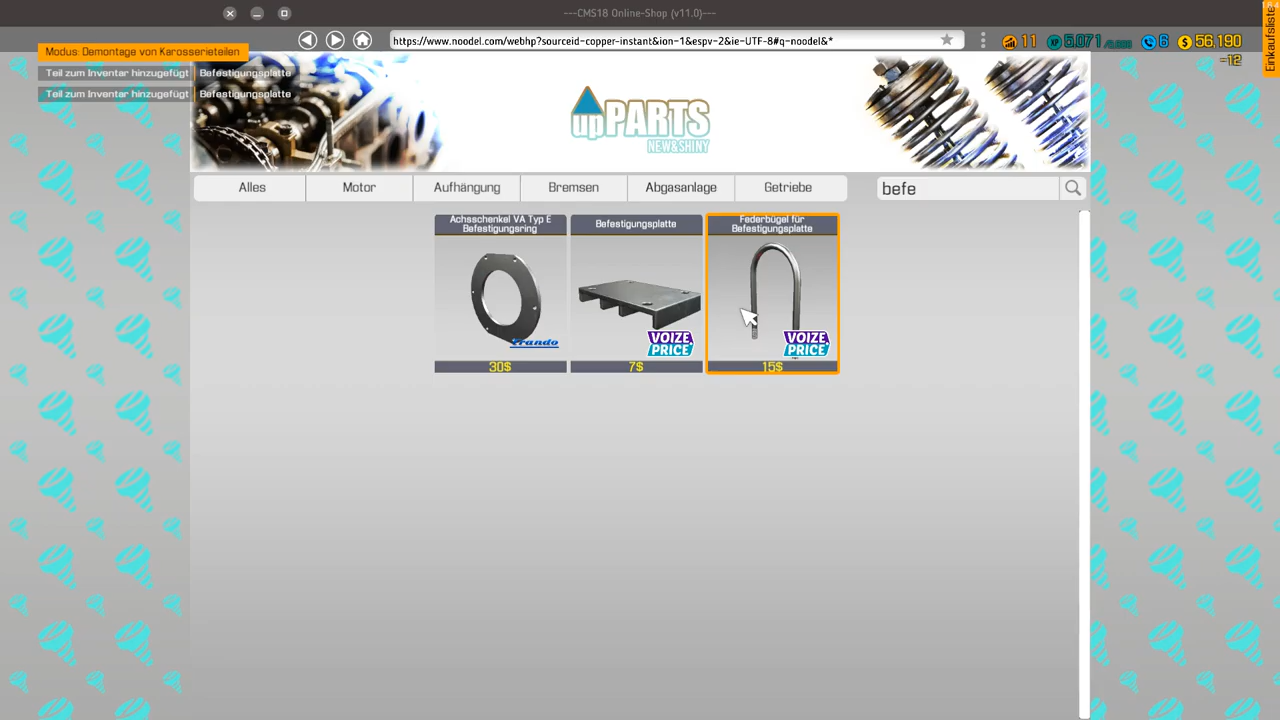 ---CMS18 Online-Shop (v11.0)---
https://www.noodel.com/webhp?sourceid-copper-instant&ion-1&espv-2&ie-UTF-8#q-noodel&*
11
5,071
6
56,190
-12
Einkaufsliste
Modus: Demontage von Karosserieteilen
Teil zum Inventar hinzugefügt Befestigungsplatte
Teil zum Inventar hinzugefügt Befestigungsplatte
upPARTS
NEW&SHINY
Alles Motor Aufhängung Bremsen Abgasanlage Getriebe
befe
Achsschenkel VA Typ E
Befestigungsring
30$
Befestigungsplatte
VOIZE
PRICE
7$
Federbügel für
Befestigungsplatte
VOIZE
PRICE
15$